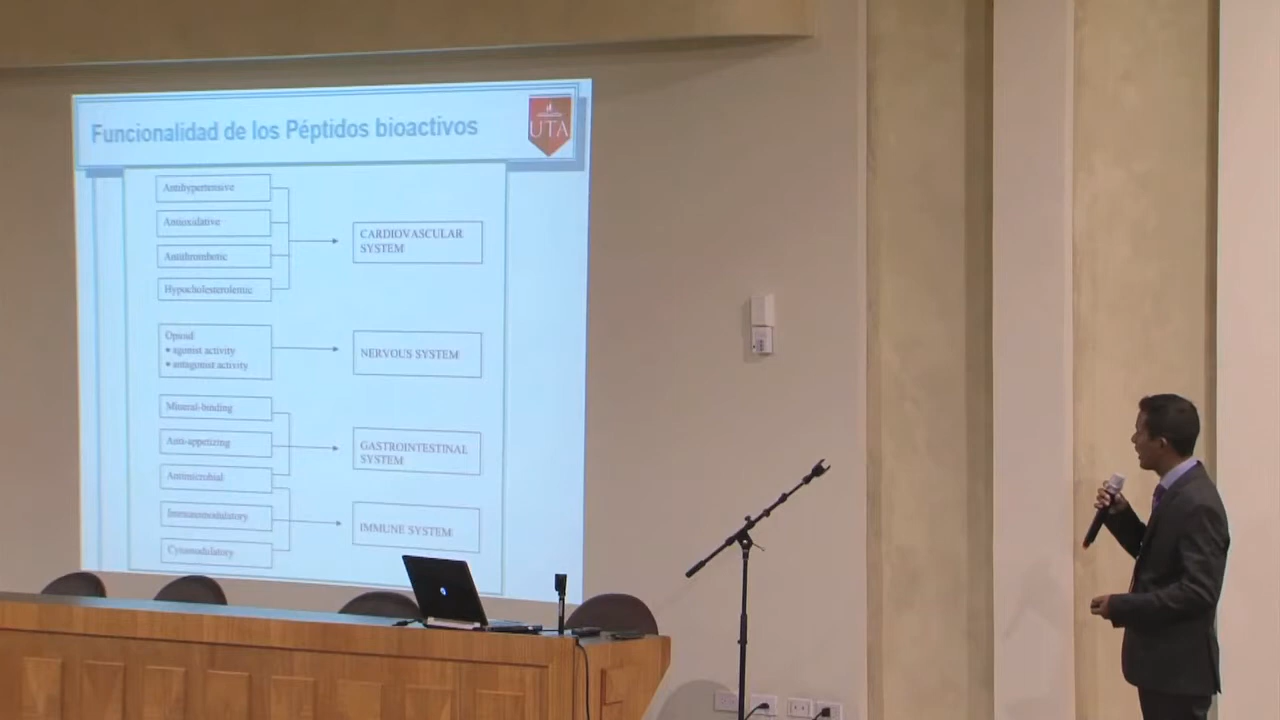 Funcionalidad de los Péptidos bioactivos
UTA
Antihypertensive
Antioxidative
Antithrombotic
Hypocholesterolemic
CARDIOVASCULAR
SYSTEM
Opioid
• agonist activity
• antagonist activity
NERVOUS SYSTEM
Mineral-binding
Anti-appetizing
Antimicrobial
GASTROINTESTINAL
SYSTEM
Immunomodulatory
Cytomodulatory
IMMUNE SYSTEM